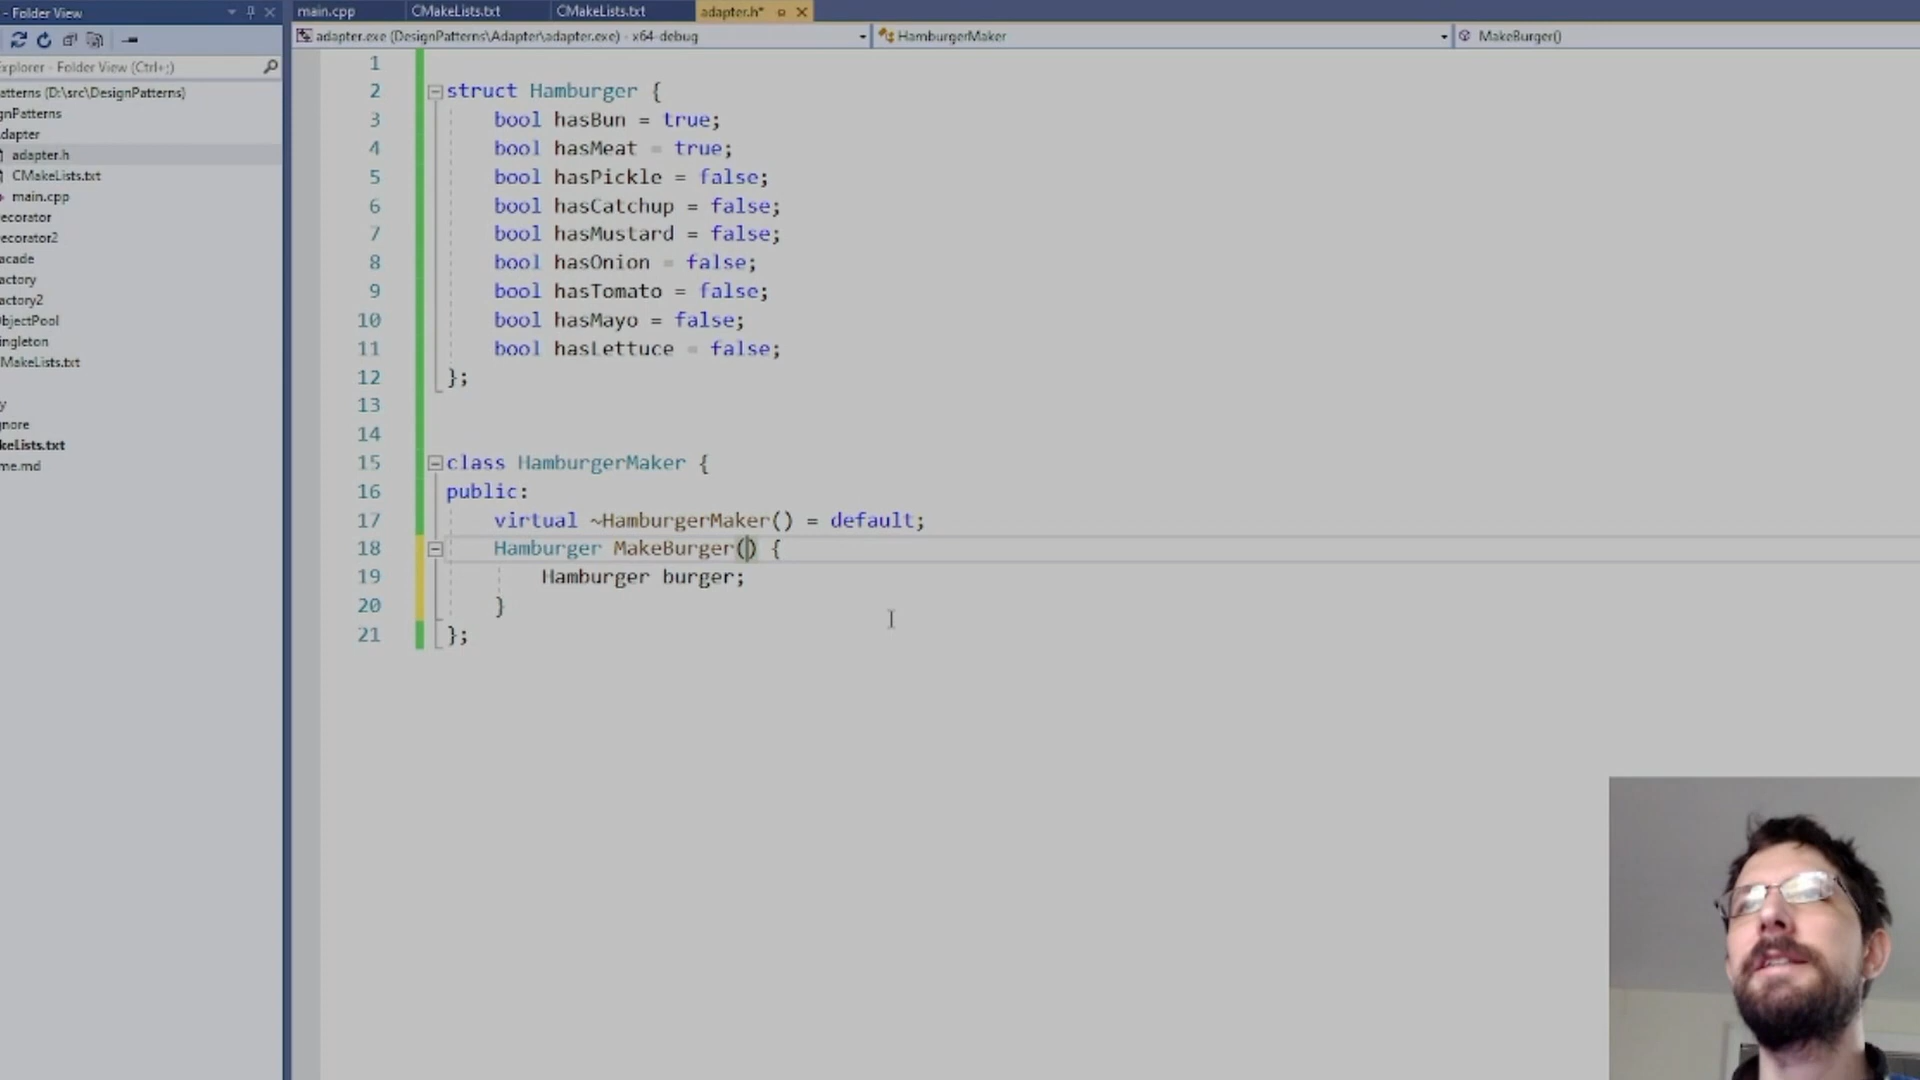 - Folder View
main.cpp
CMakeLists.txt
CMakeLists.txt
adapter.h*
adapter.exe (DesignPatterns\Adapter\adapter.exe) - x64-debug
HamburgerMaker
MakeBurger()
xplorer - Folder View (Ctrl+;)
atterns (D:\src\DesignPatterns)
gnPatterns
dapter
adapter.h
CMakeLists.txt
main.cpp
ecorator
ecorator2
acade
actory
actory2
bjectPool
ingleton
MakeLists.txt
y
gnore
keLists.txt
me.md
1
2 struct Hamburger {
3 bool hasBun = true;
4 bool hasMeat = true;
5 bool hasPickle = false;
6 bool hasCatchup = false;
7 bool hasMustard = false;
8 bool hasOnion = false;
9 bool hasTomato = false;
10 bool hasMayo = false;
11 bool hasLettuce = false;
12 };
13
14
15 class HamburgerMaker {
16 public:
17 virtual ~HamburgerMaker() = default;
18 Hamburger MakeBurger() {
19 Hamburger burger;
20 }
21 };